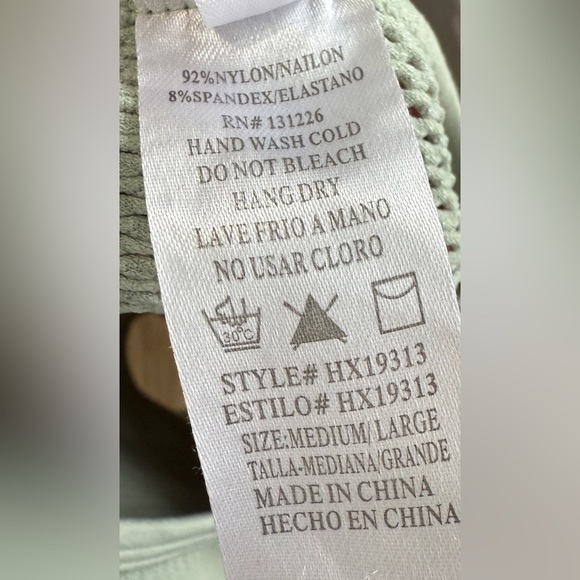 92%NYLON/NAILON
8%SPANDEX/ELASTANO
RN# 131226
HAND WASH COLD
DO NOT BLEACH
HANG DRY
LAVE FRIO A MANO
NO USAR CLORO
30°C
STYLE# HX19313
ESTILO# HX19313
SIZE:MEDIUM/ LARGE
TALLA-MEDIANA/GRANDE
MADE IN CHINA
HECHO EN CHINA